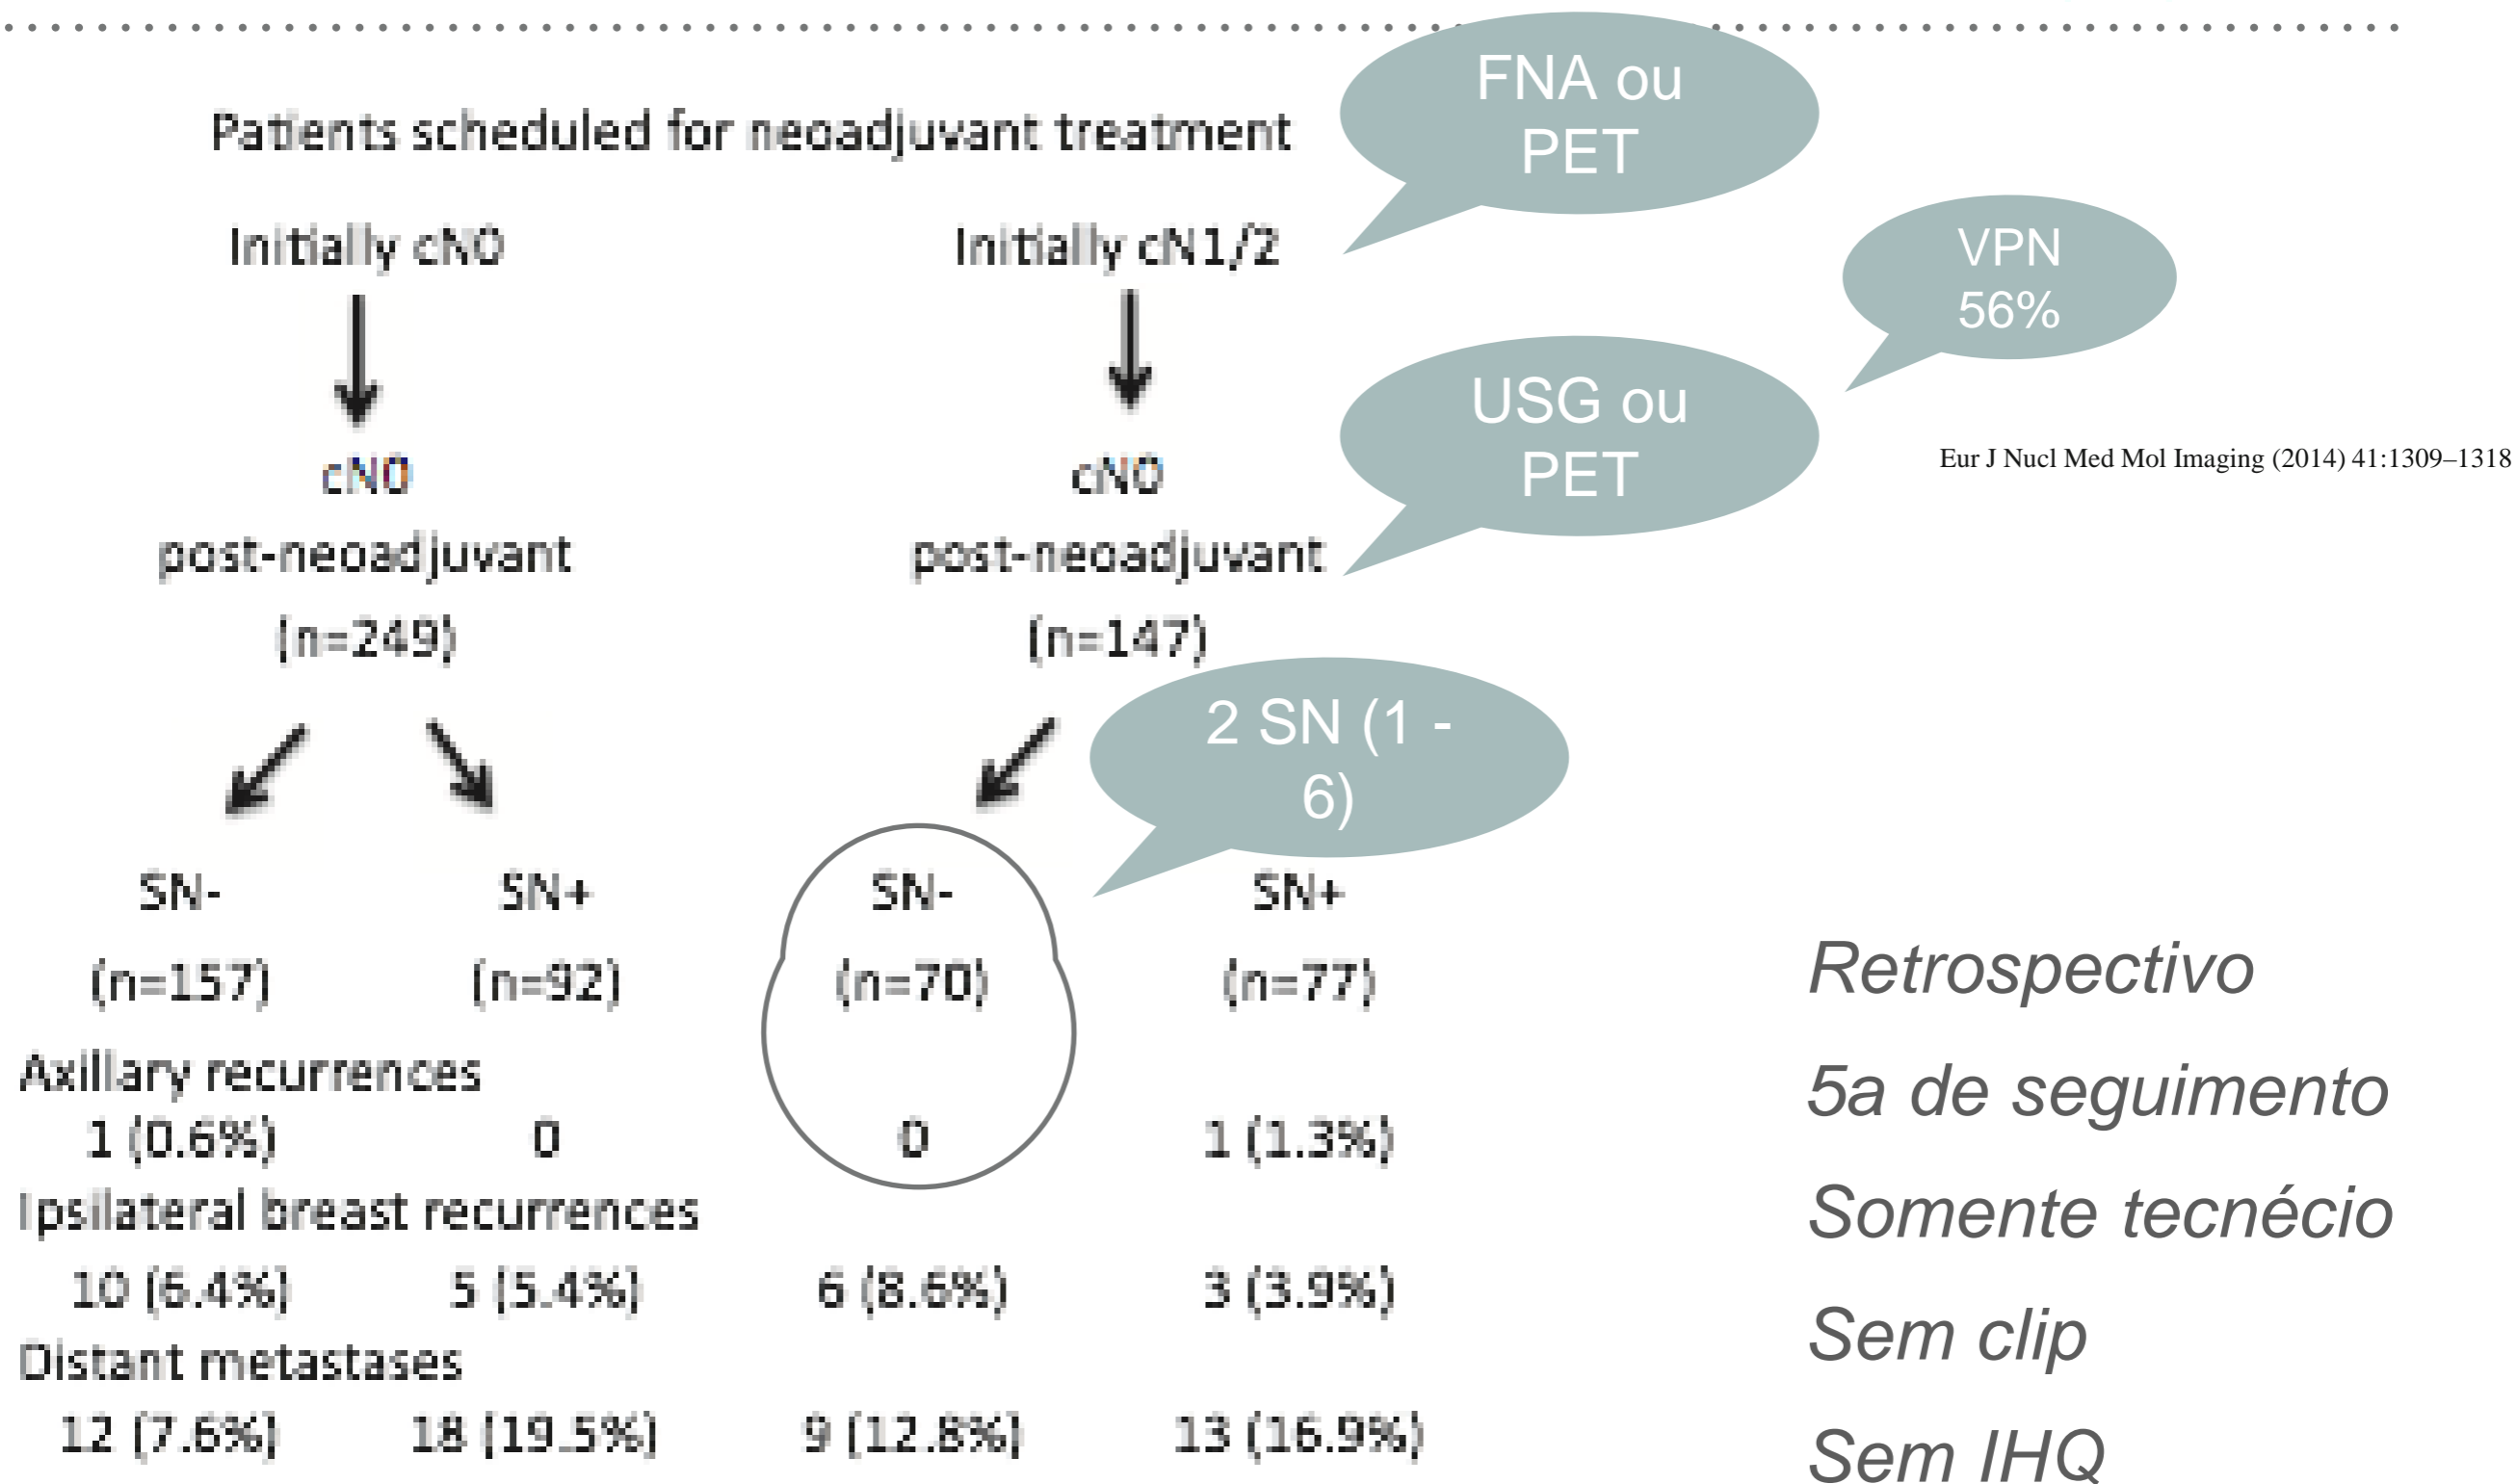 FNA ou
PET
Patients scheduled for neoadjuvant treatment
Initially cN0
Initially cN1/2
VPN
56%
USG ou
PET
Eur J Nucl Med Mol Imaging (2014) 41:1309–1318
cN0
cN0
post-neoadjuvant
post-neoadjuvant
(n=249)
(n=147)
2 SN (1 -
6)
SN-
SN+
SN-
SN+
(n=157)
(n=92)
(n=70)
(n=77)
Axillary recurrences
1 (0.6%)
0
0
1 (1.3%)
Ipsilateral breast recurrences
10 (6.4%)
5 (5.4%)
6 (8.6%)
3 (3.9%)
Distant metastases
12 (7.6%)
18 (19.5%)
9 (12.8%)
13 (16.9%)
Retrospectivo
5a de seguimento
Somente tecnécio
Sem clip
Sem IHQ